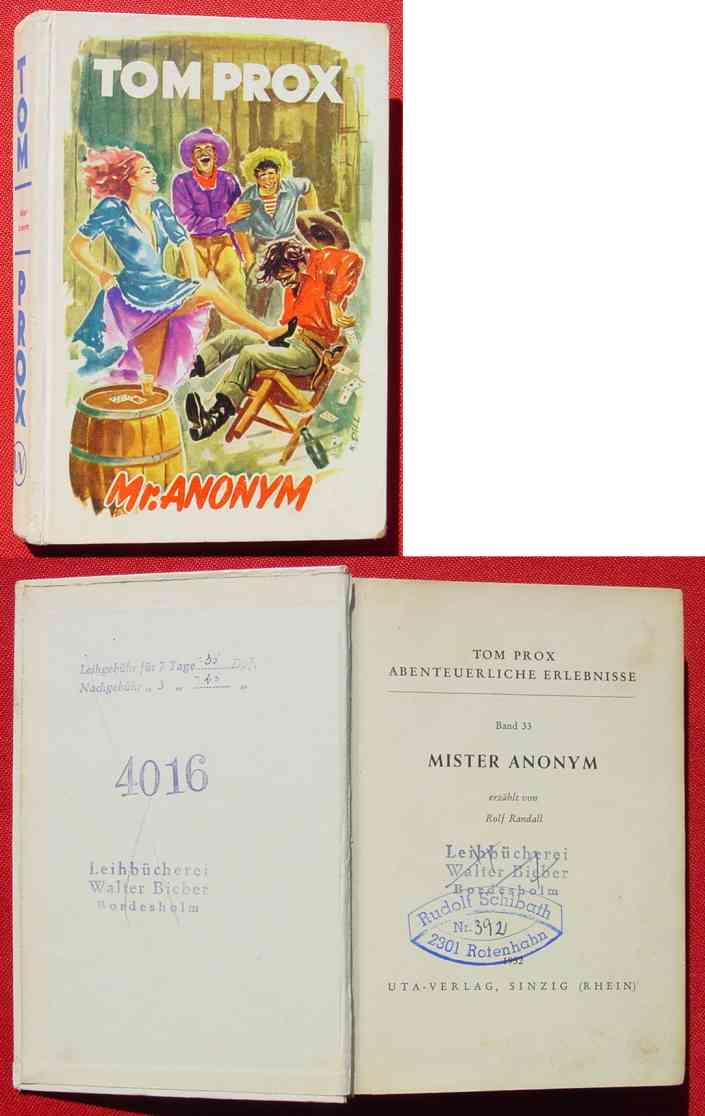 TOM PROX
TOM PROX
Mr. ANONYM
Leihgebühr für 7 Tage
Nachgebühr „ 3 „ „
4016
Leihbücherei
Walter Bieber
Bordesholm
TOM PROX
ABENTEUERLICHE ERLEBNISSE
Band 33
MISTER ANONYM
erzählt von
Rolf Randall
Leihbücherei
Walter Bieber
Bordesholm
Rudolf Schibath
Nr. 392
2301 Rotenhahn
1952
UTA-VERLAG, SINZIG (RHEIN)